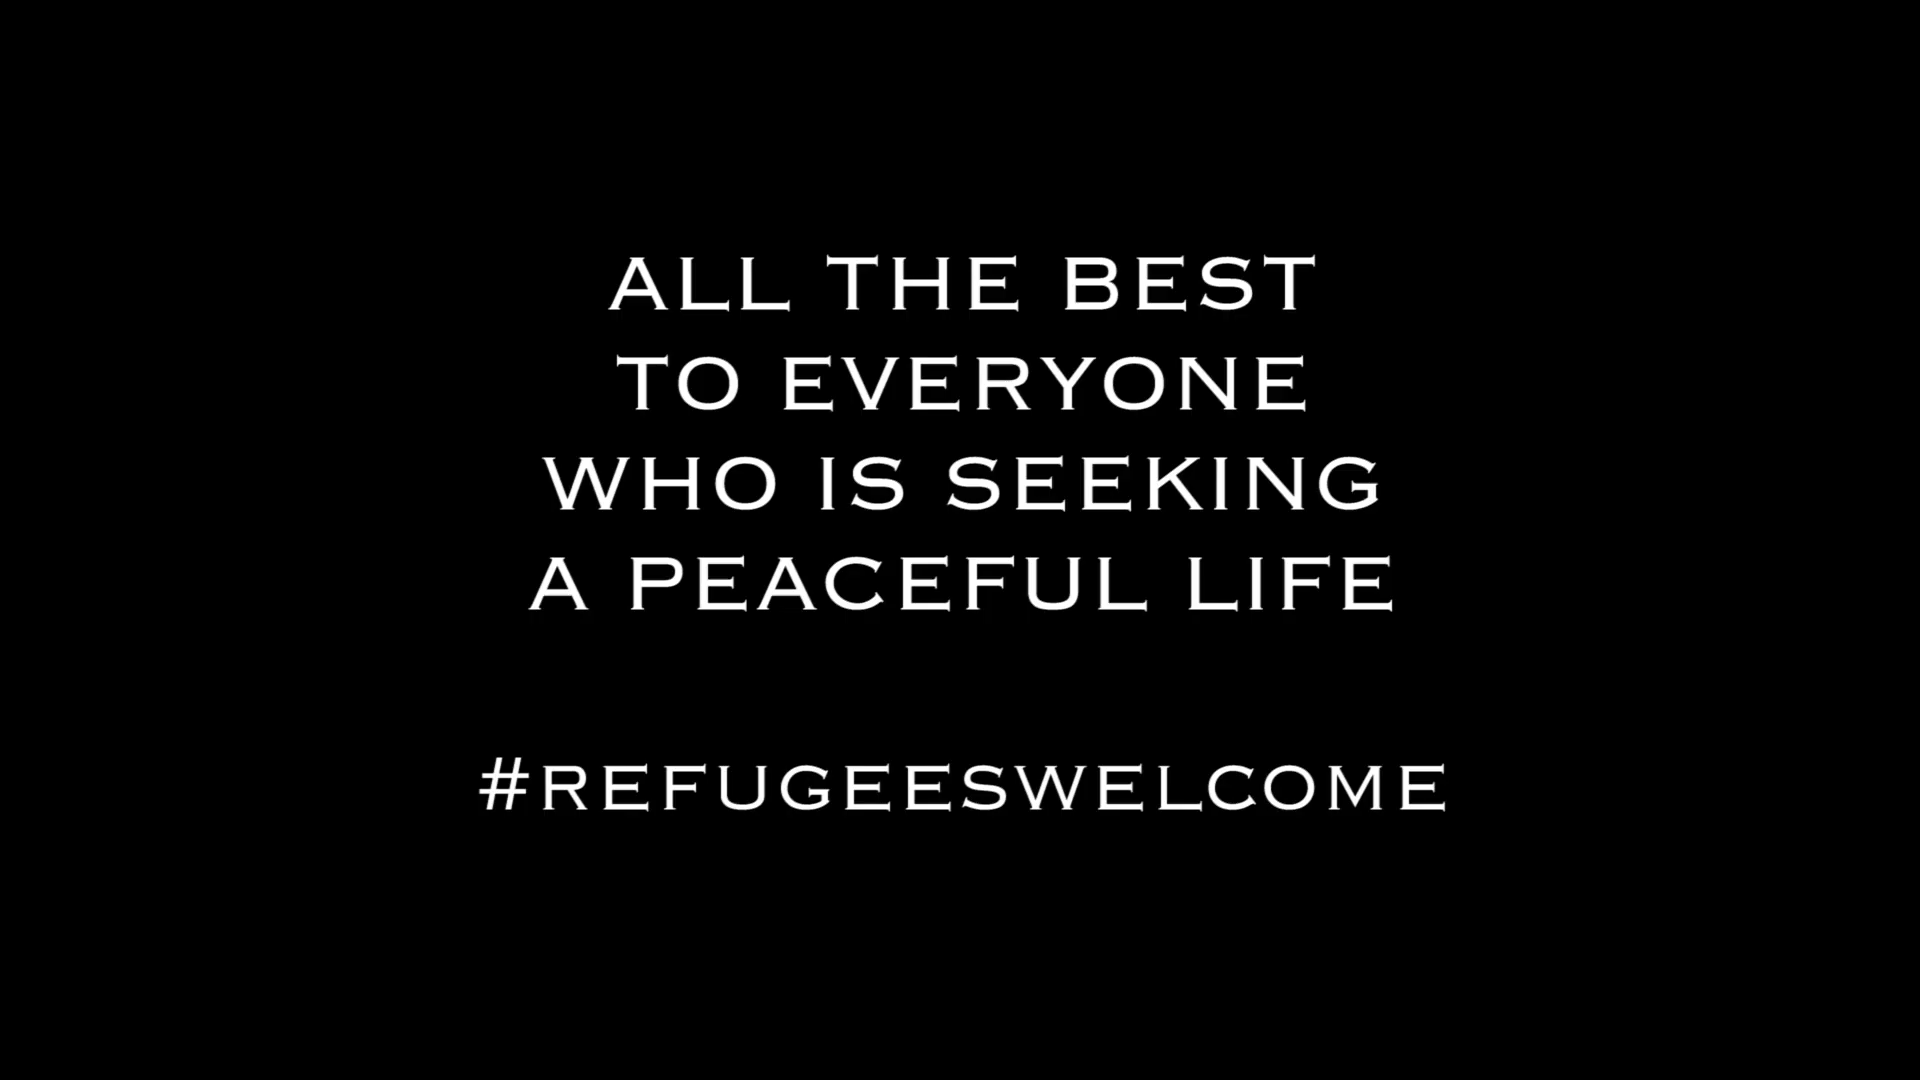 ALL THE BEST
TO EVERYONE
WHO IS SEEKING
A PEACEFUL LIFE
#REFUGEESWELCOME